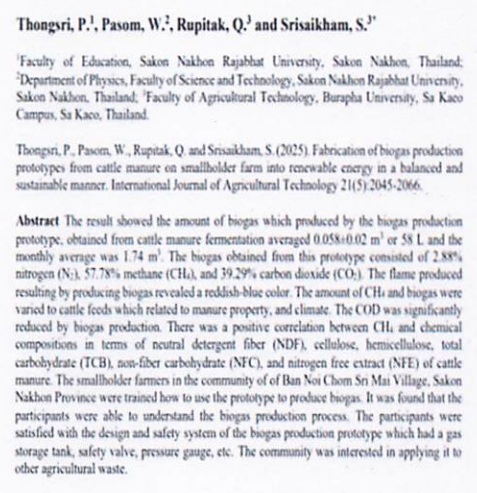 Thongsri, P.¹, Pasom, W.², Rupitak, Q.³ and Srisaikham, S.³*
¹Faculty of Education, Sakon Nakhon Rajabhat University, Sakon Nakhon, Thailand;
²Department of Physics, Faculty of Science and Technology, Sakon Nakhon Rajabhat University,
Sakon Nakhon, Thailand; ³Faculty of Agricultural Technology, Burapha University, Sa Kaeo
Campus, Sa Kaeo, Thailand.
Thongsri, P., Pasom, W., Rupitak, Q. and Srisaikham, S. (2025). Fabrication of biogas production
prototypes from cattle manure on smallholder farm into renewable energy in a balanced and
sustainable manner. International Journal of Agricultural Technology 21(5):2045-2066.
Abstract The result showed the amount of biogas which produced by the biogas production
prototype, obtained from cattle manure fermentation averaged 0.058±0.02 m³ or 58 L and the
monthly average was 1.74 m³. The biogas obtained from this prototype consisted of 2.88%
nitrogen (N₂), 57.78% methane (CH₄), and 39.29% carbon dioxide (CO₂). The flame produced
resulting by producing biogas revealed a reddish-blue color. The amount of CH₄ and biogas were
varied to cattle feeds which related to manure property, and climate. The COD was significantly
reduced by biogas production. There was a positive correlation between CH₄ and chemical
compositions in terms of neutral detergent fiber (NDF), cellulose, hemicellulose, total
carbohydrate (TCB), non-fiber carbohydrate (NFC), and nitrogen free extract (NFE) of cattle
manure. The smallholder farmers in the community of of Ban Noi Chom Sri Mai Village, Sakon
Nakhon Province were trained how to use the prototype to produce biogas. It was found that the
participants were able to understand the biogas production process. The participants were
satisfied with the design and safety system of the biogas production prototype which had a gas
storage tank, safety valve, pressure gauge, etc. The community was interested in applying it to
other agricultural waste.